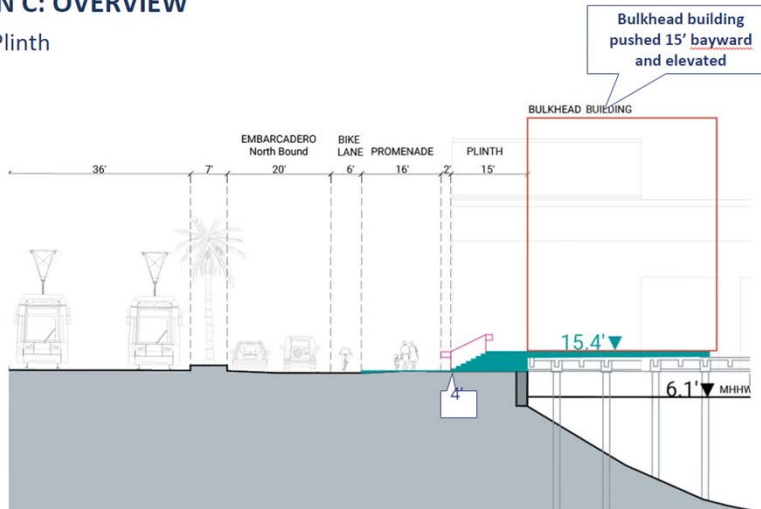 N C: OVERVIEW
Plinth
Bulkhead building
pushed 15' bayward
and elevated
BULKHEAD BUILDING
EMBARCADERO
North Bound
BIKE
LANE
PROMENADE
PLINTH
36'
7'
20'
6'
16'
2'
15'
15.4'
6.1'
MHHW
4'